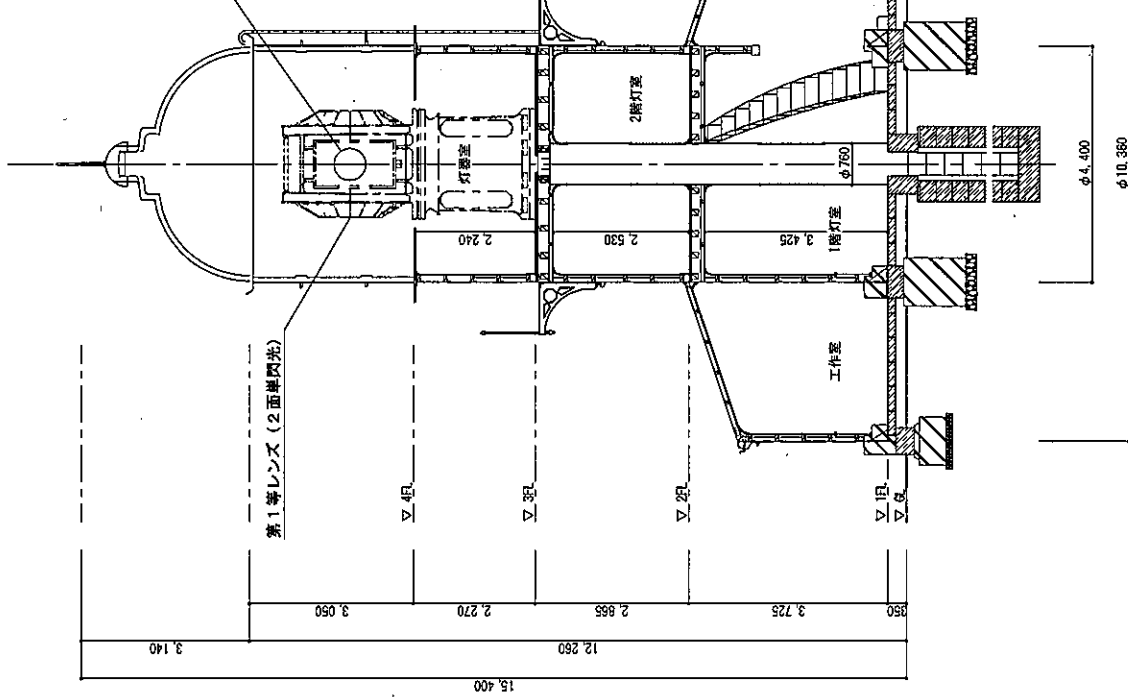 第1等レンズ（2面単閃光）
灯器室
2階灯室
1階灯室
工作室
2,240
2,530
3,425
φ760
φ4,400
φ10,360
▽ 4FL
▽ 3FL
▽ 2FL
▽ 1FL
▽ GL
3,050
2,270
2,865
3,725
350
3,140
12,260
15,400